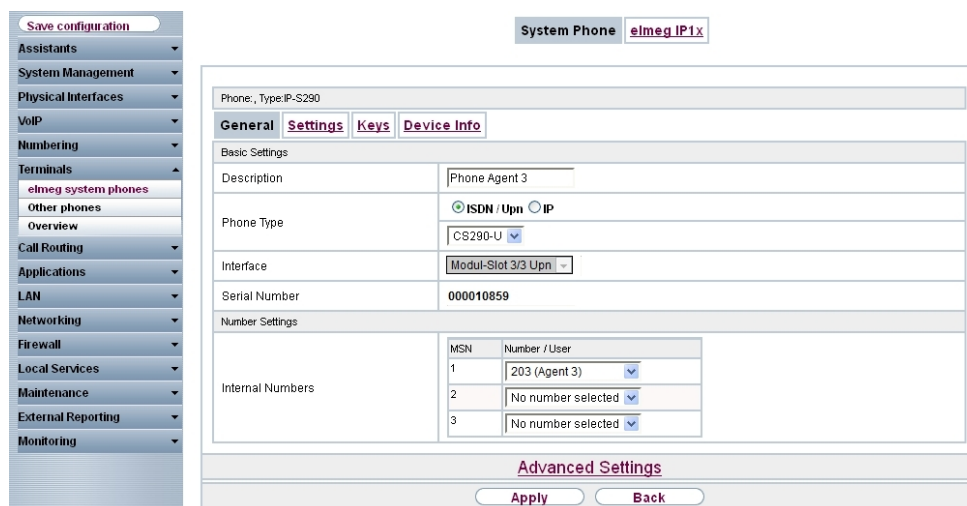 Save configuration
Assistants
System Management
Physical Interfaces
VoIP
Numbering
Terminals
elmeg system phones
Other phones
Overview
Call Routing
Applications
LAN
Networking
Firewall
Local Services
Maintenance
External Reporting
Monitoring
System Phone elmeg IP1x
Phone:, Type:IP-S290
General Settings Keys Device Info
Basic Settings
Description Phone Agent 3
Phone Type ISDN / Upn IP
CS290-U
Interface Modul-Slot 3/3 Upn
Serial Number 000010859
Number Settings
Internal Numbers
MSN Number / User
1 203 (Agent 3)
2 No number selected
3 No number selected
Advanced Settings
Apply Back